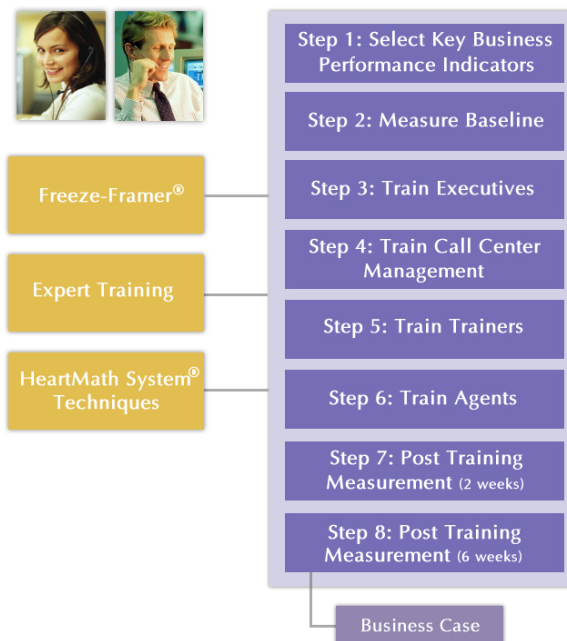 Step 1: Select Key Business
Performance Indicators
Step 2: Measure Baseline
Freeze-Framer®
Step 3: Train Executives
Step 4: Train Call Center
Management
Expert Training
Step 5: Train Trainers
HeartMath System®
Techniques
Step 6: Train Agents
Step 7: Post Training
Measurement (2 weeks)
Step 8: Post Training
Measurement (6 weeks)
Business Case